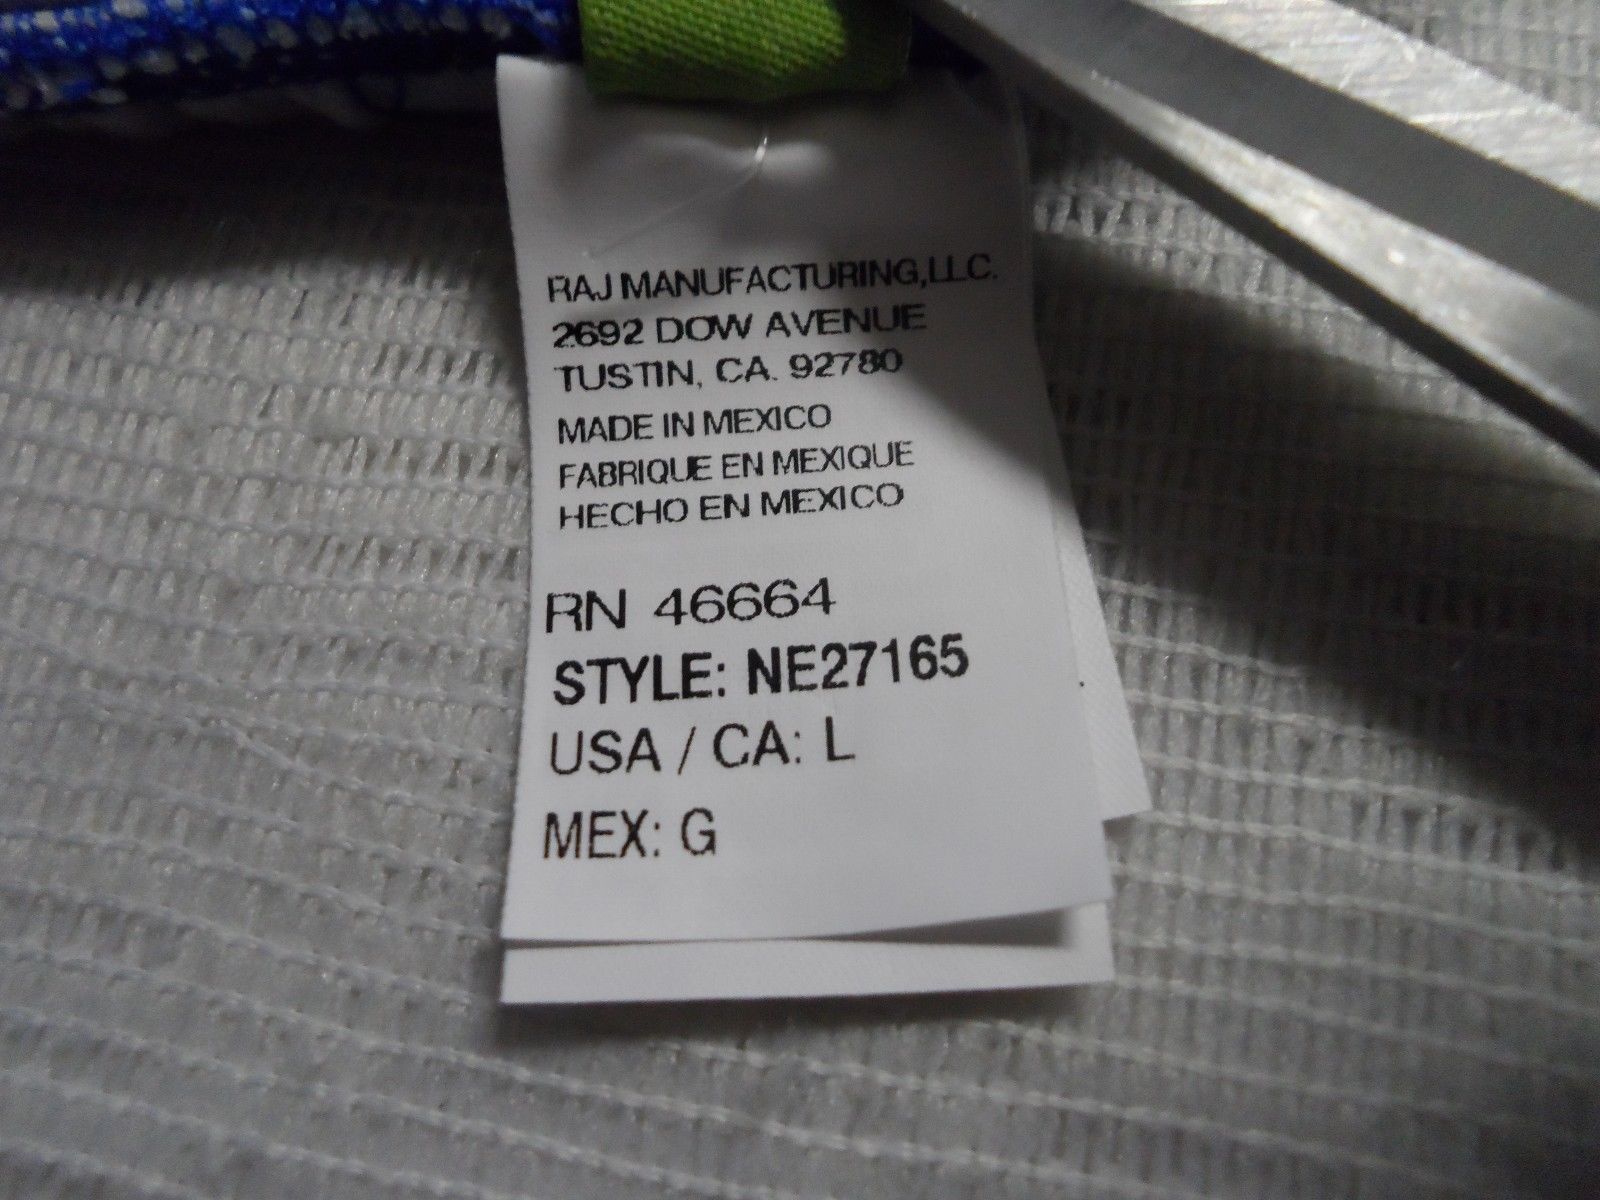 RAJ MANUFACTURING,LLC.
2692 DOW AVENUE
TUSTIN, CA. 92780
MADE IN MEXICO
FABRIQUE EN MEXIQUE
HECHO EN MEXICO
RN 46664
STYLE: NE27165
USA / CA: L
MEX: G